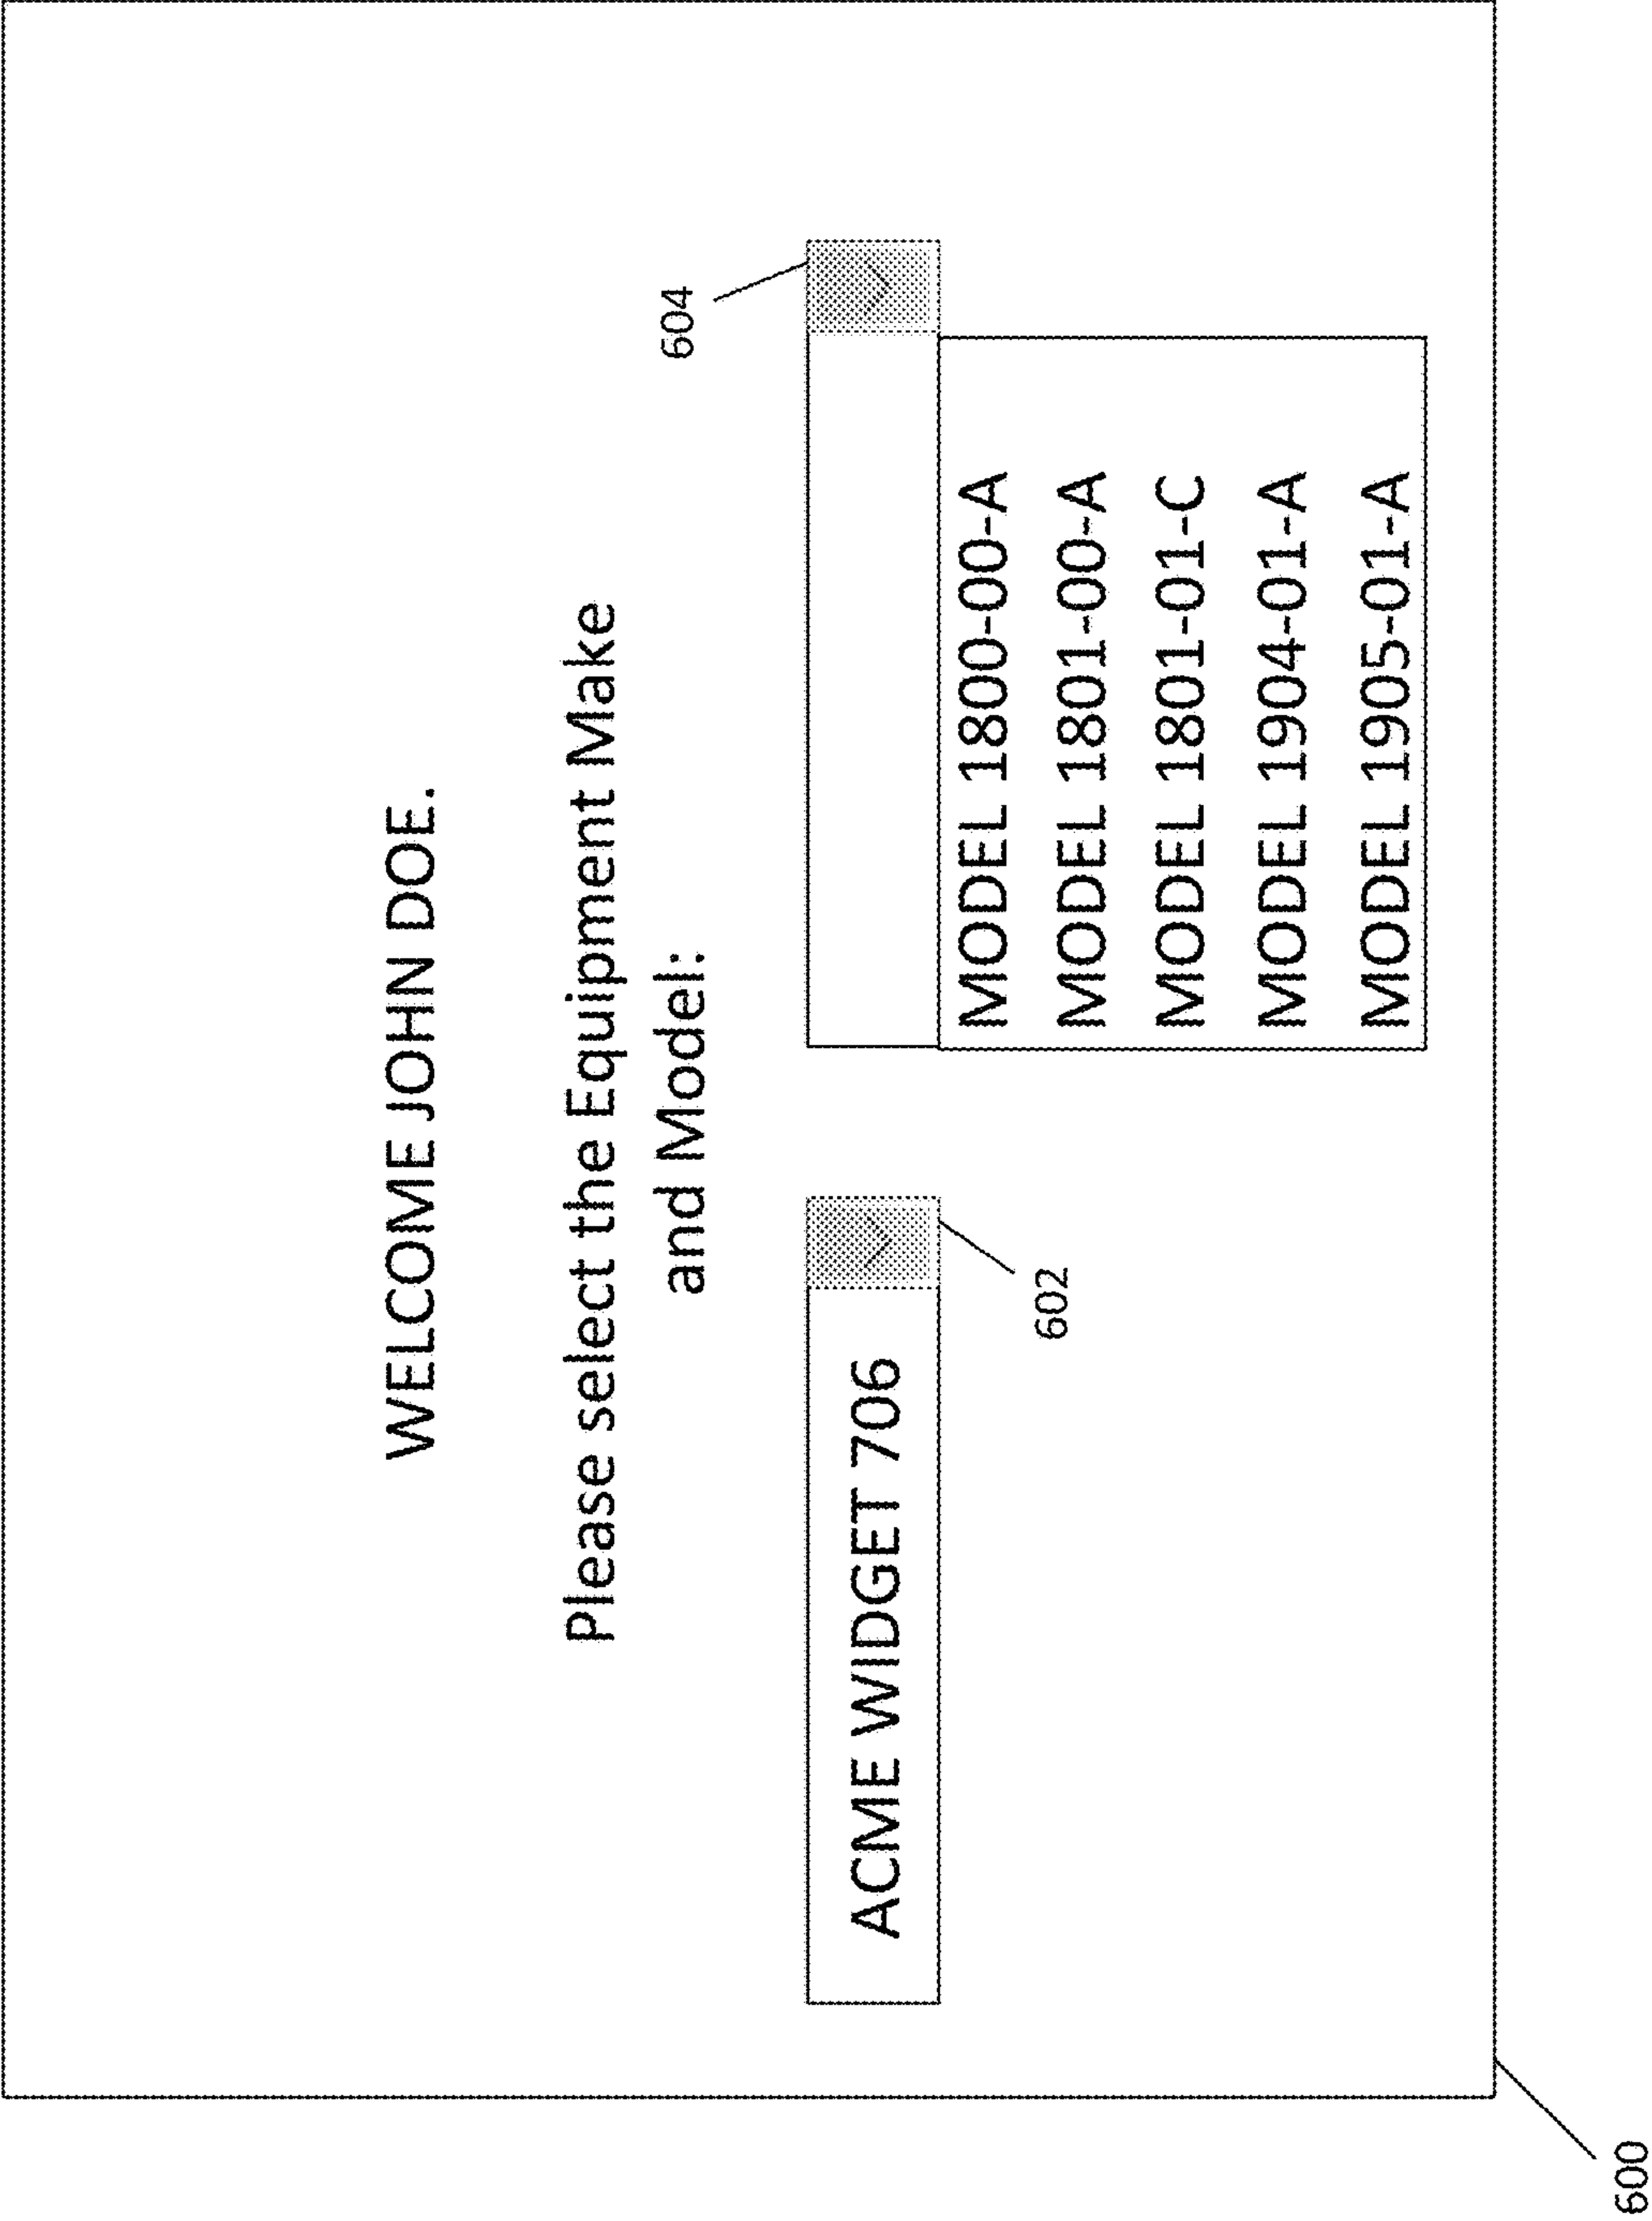 WELCOME JOHN DOE.
Please select the Equipment Make
and Model:
604
ACME WIDGET 706
602
MODEL 1800-00-A
MODEL 1801-00-A
MODEL 1801-01-C
MODEL 1904-01-A
MODEL 1905-01-A
600